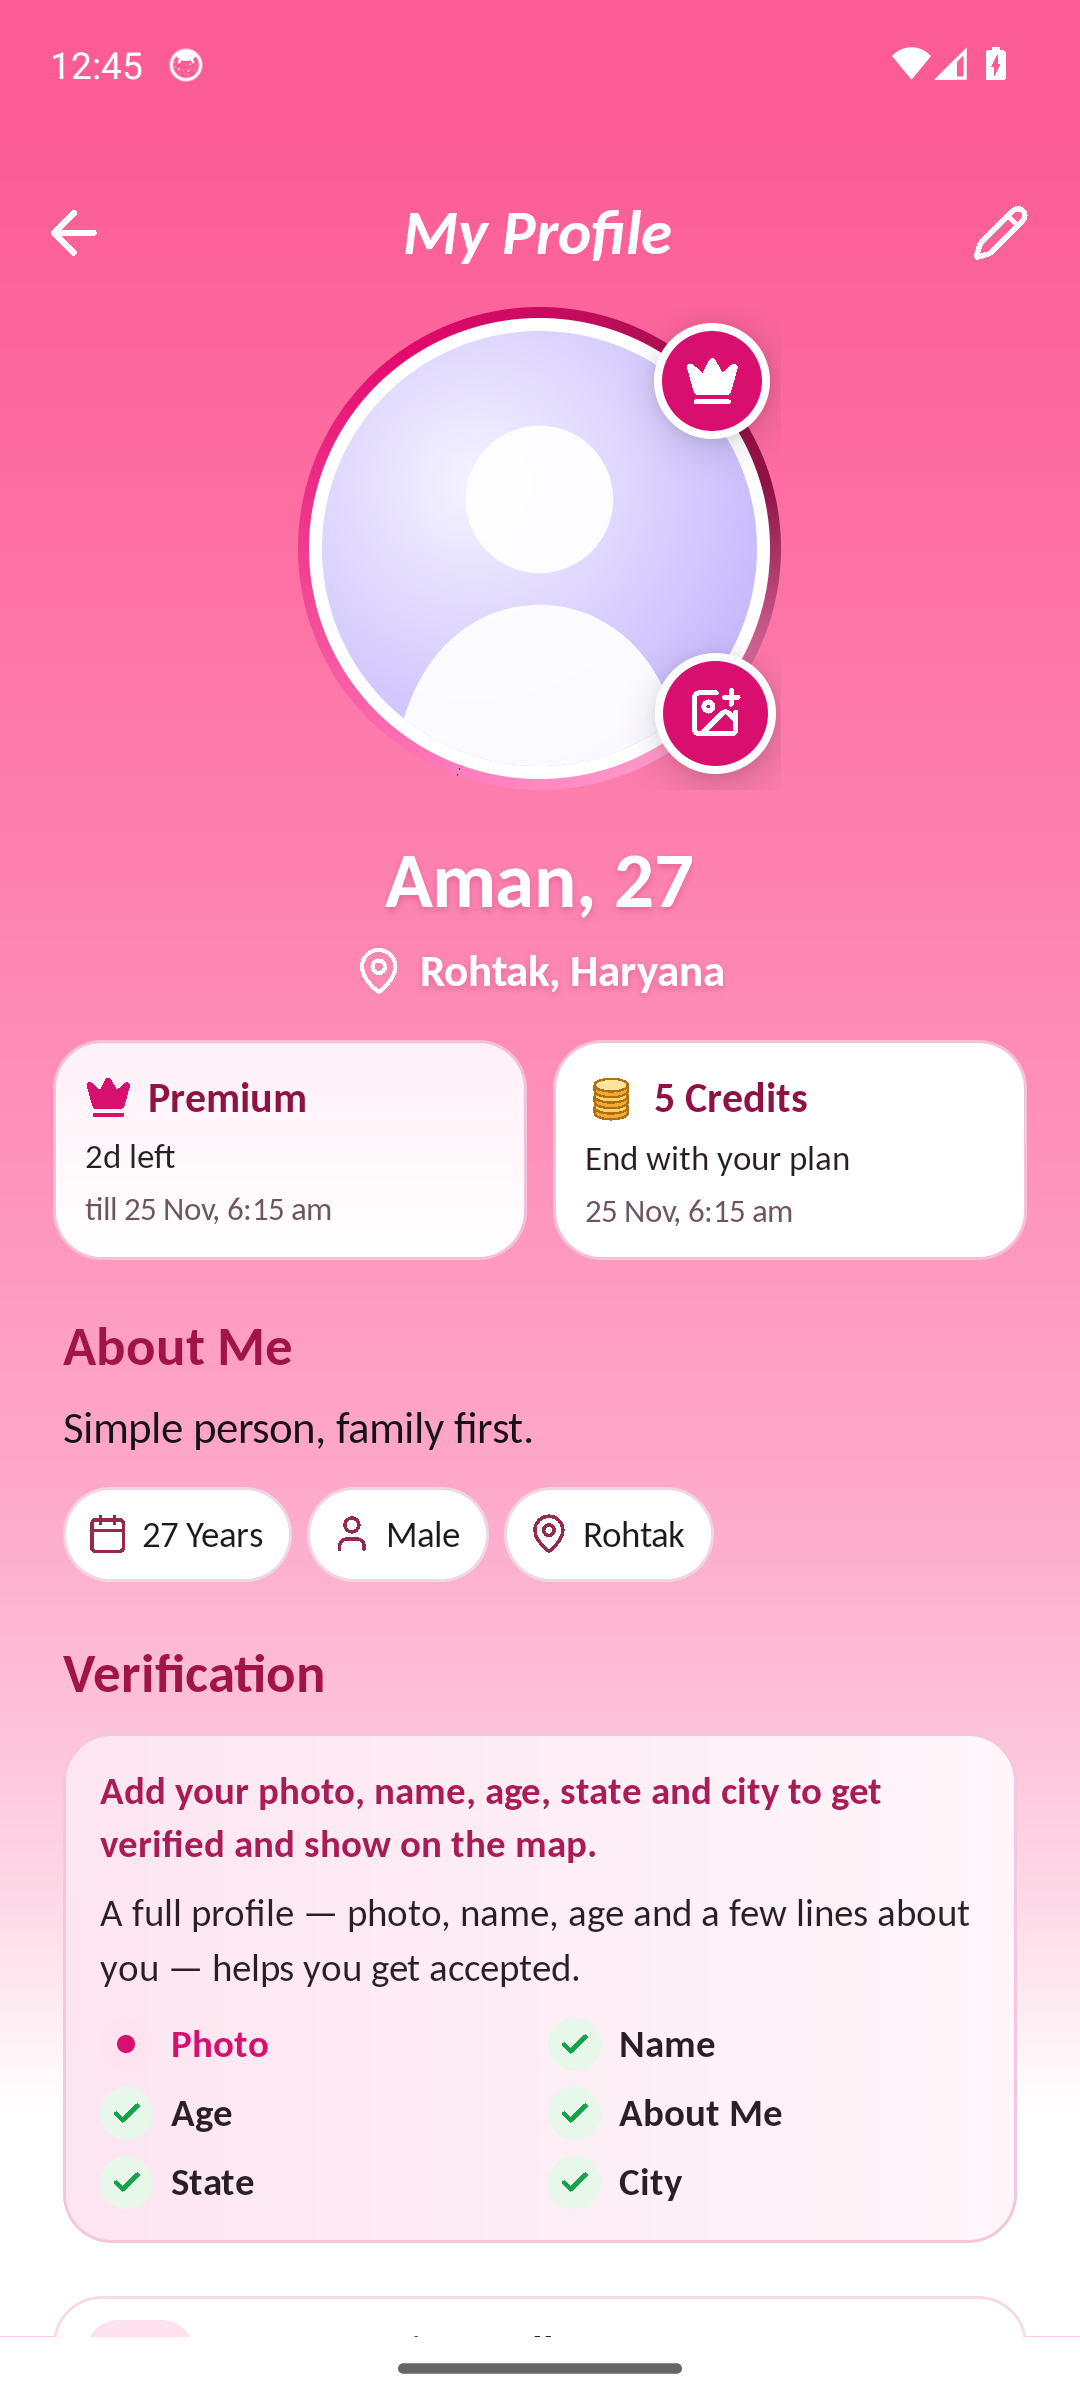 12:45
My Profile
Aman, 27
Rohtak, Haryana
Premium
2d left
till 25 Nov, 6:15 am
5 Credits
End with your plan
25 Nov, 6:15 am
About Me
Simple person, family first.
27 Years
Male
Rohtak
Verification
Add your photo, name, age, state and city to get
verified and show on the map.
A full profile — photo, name, age and a few lines about
you — helps you get accepted.
Photo
Name
Age
About Me
State
City